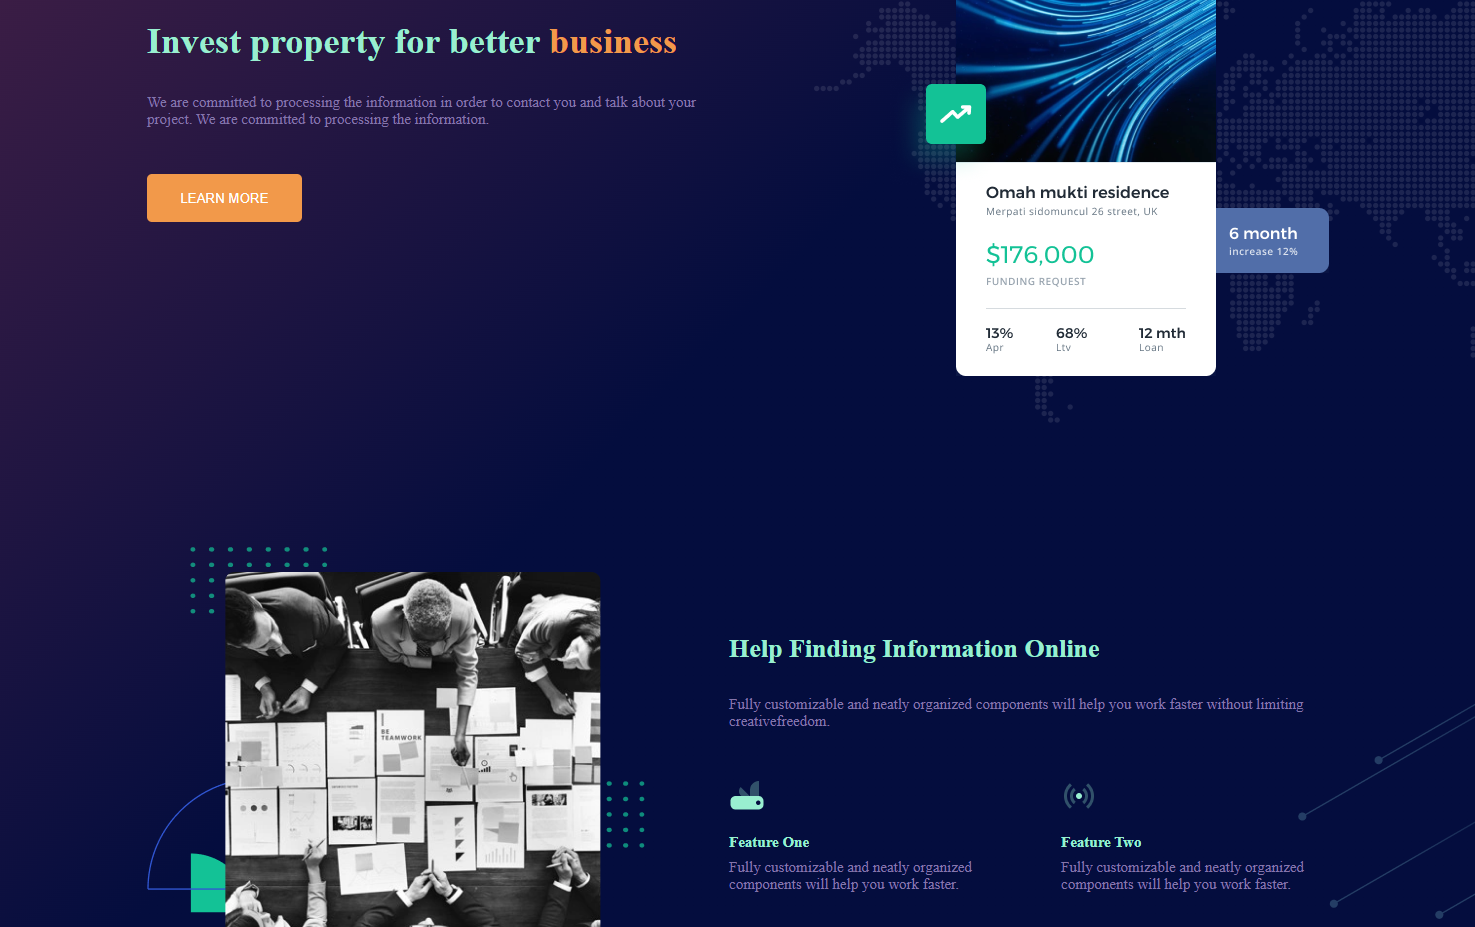 Invest property for better business
We are committed to processing the information in order to contact you and talk about your
project. We are committed to processing the information.
LEARN MORE
Omah mukti residence
Merpati sidomuncul 26 street, UK
$176,000
FUNDING REQUEST
13%
Apr
68%
Ltv
12 mth
Loan
6 month
increase 12%
BE
TEAMWORK
Help Finding Information Online
Fully customizable and neatly organized components will help you work faster without limiting
creativefreedom.
Feature One
Fully customizable and neatly organized
components will help you work faster.
Feature Two
Fully customizable and neatly organized
components will help you work faster.